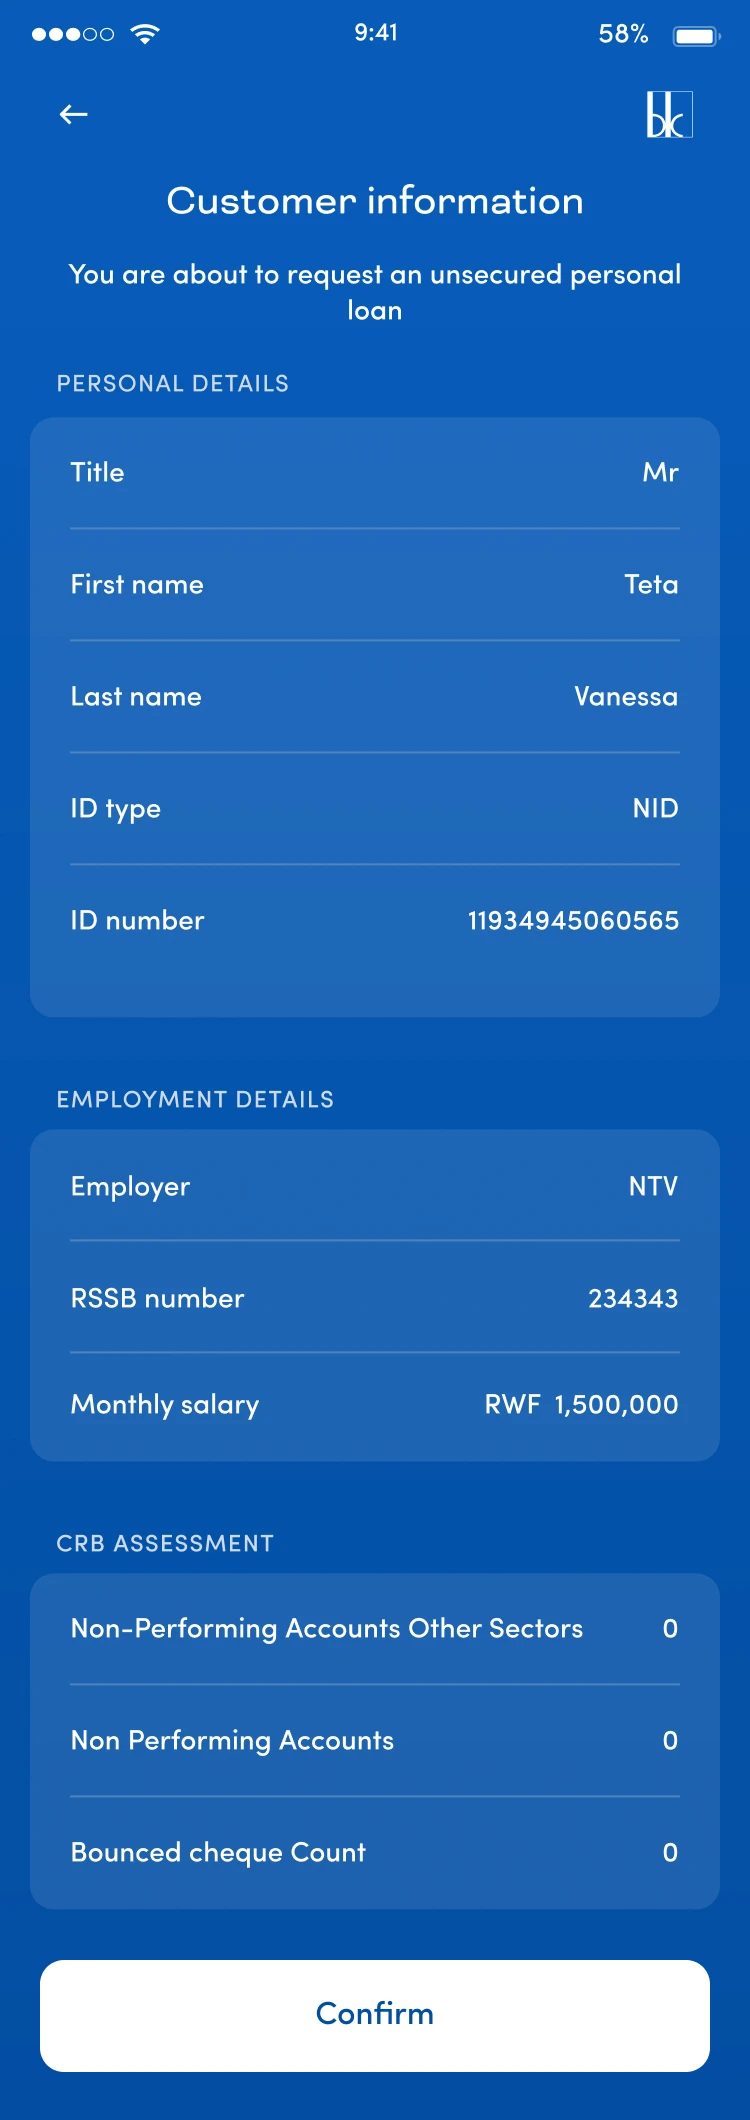 9:41
58%
bk
Customer information
You are about to request an unsecured personal
loan
PERSONAL DETAILS
Title Mr
First name Teta
Last name Vanessa
ID type NID
ID number 11934945060565
EMPLOYMENT DETAILS
Employer NTV
RSSB number 234343
Monthly salary RWF 1,500,000
CRB ASSESSMENT
Non-Performing Accounts Other Sectors 0
Non Performing Accounts 0
Bounced cheque Count 0
Confirm